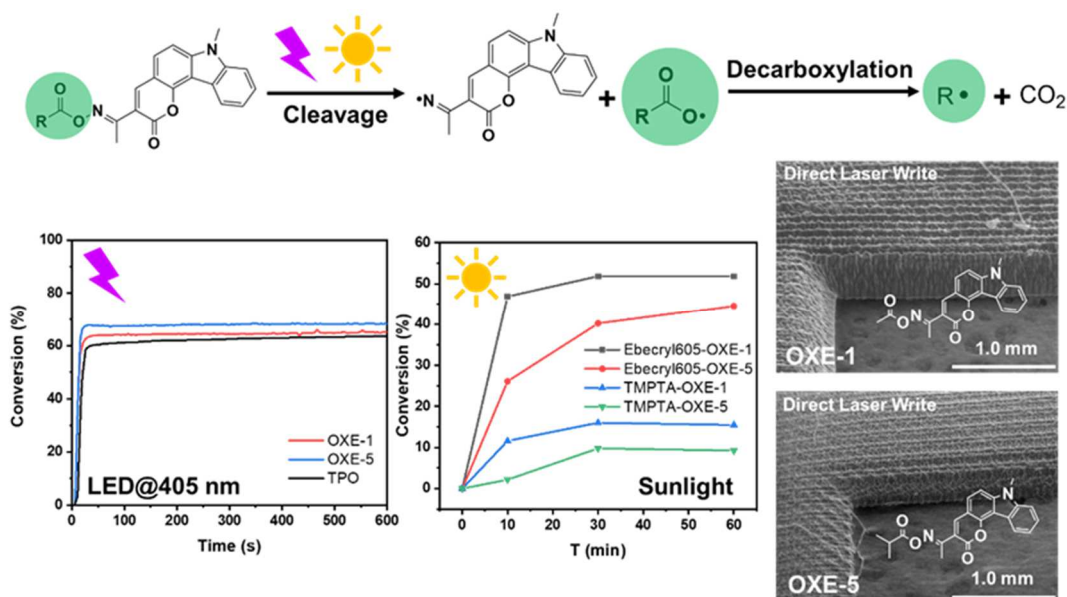 N
O
R
O
N
O
O
Cleavage
•N
N
O
O
+
O
R
O•
Decarboxylation
R•
+ CO2
Conversion (%)
100
80
60
40
20
0
OXE-1
OXE-5
TPO
LED@405 nm
0 100 200 300 400 500 600
Time (s)
Conversion (%)
60
50
40
30
20
10
0
Ebecryl605-OXE-1
Ebecryl605-OXE-5
TMPTA-OXE-1
TMPTA-OXE-5
Sunlight
0 10 20 30 40 50 60
T (min)
Direct Laser Write
N
O
O
N
O
O
OXE-1
1.0 mm
Direct Laser Write
N
O
O
N
O
O
OXE-5
1.0 mm